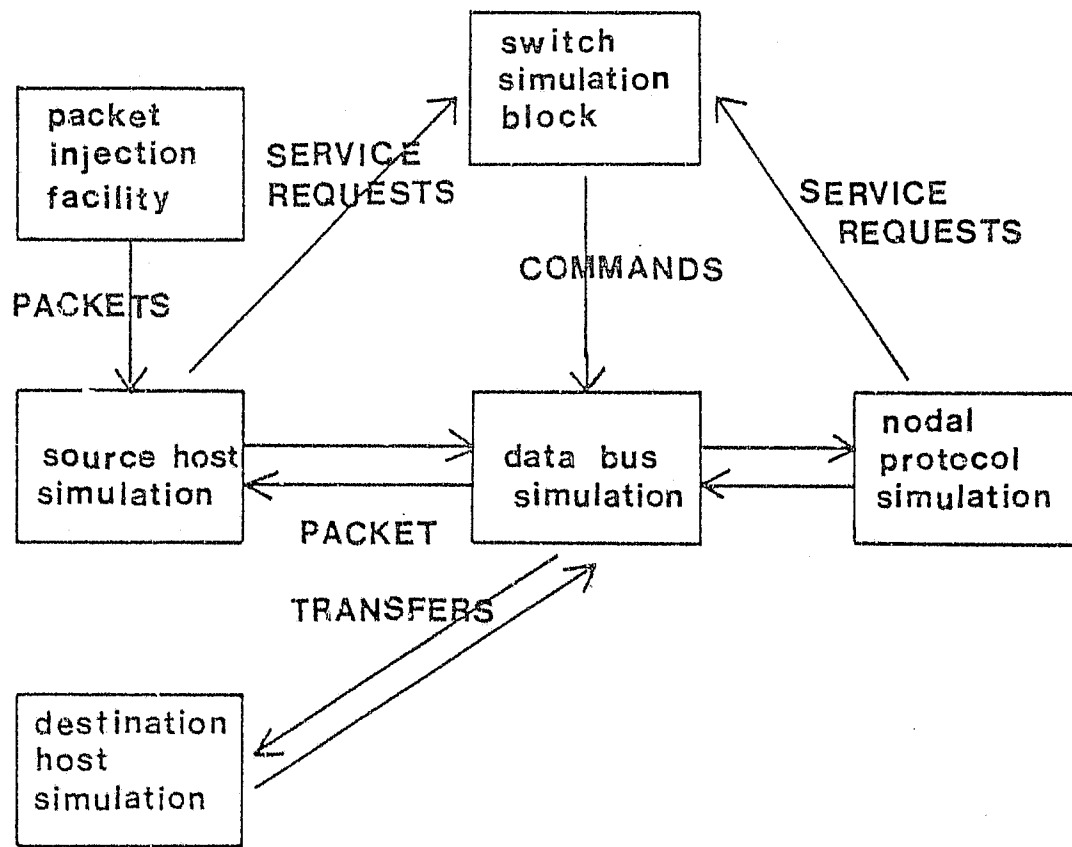 switch
simulation
block
packet
injection
facility
SERVICE
REQUESTS
SERVICE
REQUESTS
COMMANDS
PACKETS
source host
simulation
data bus
simulation
nodal
protocol
simulation
PACKET
TRANSFERS
destination
host
simulation